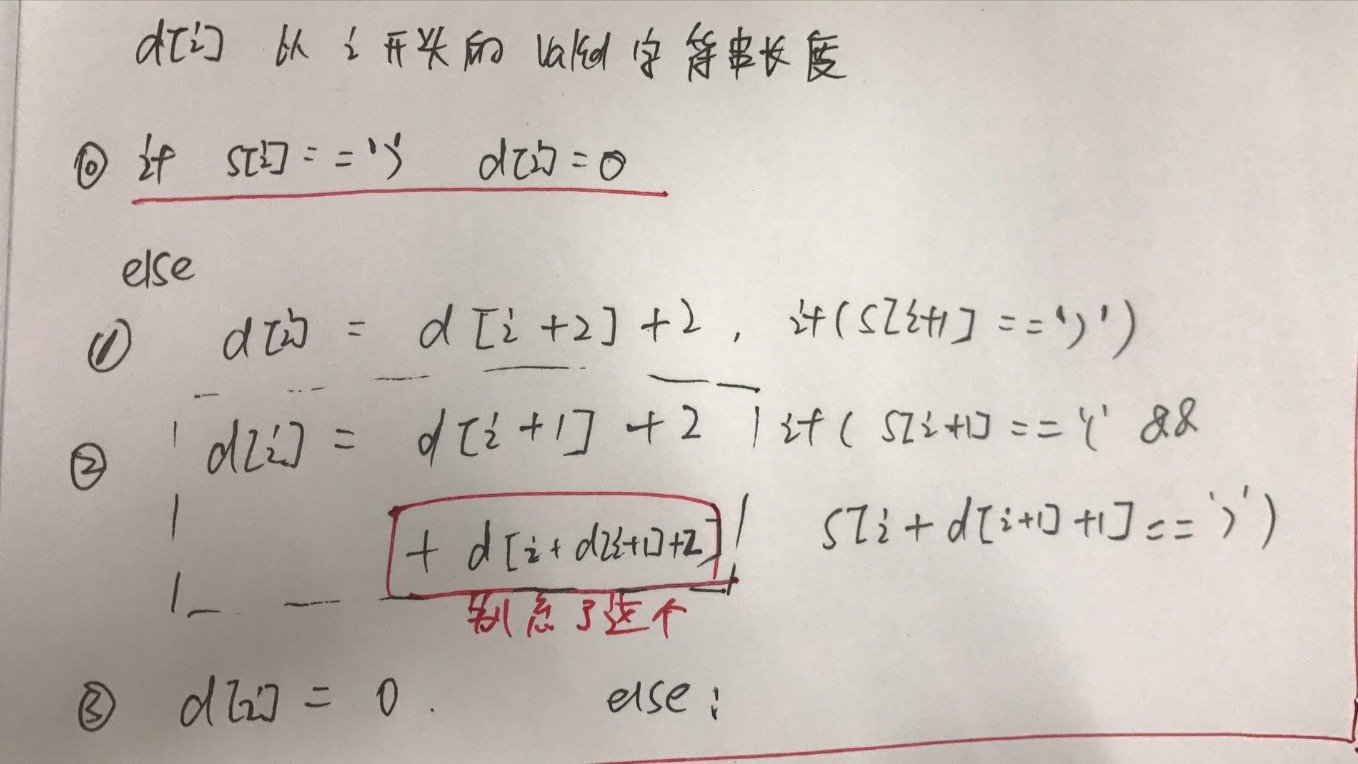 d[i] 从 i 开头的 valid 字符串长度
⓪ if s[i]==')' d[i]=0
else
① d[i] = d[i+2]+2, if(s[i+1]==')')
② d[i] = d[i+1]+2 if(s[i+1]=='(' &&
+ d[i+d[i+1]+2] s[i+d[i+1]+1]==')')
别忘了这个
③ d[i] = 0. else;